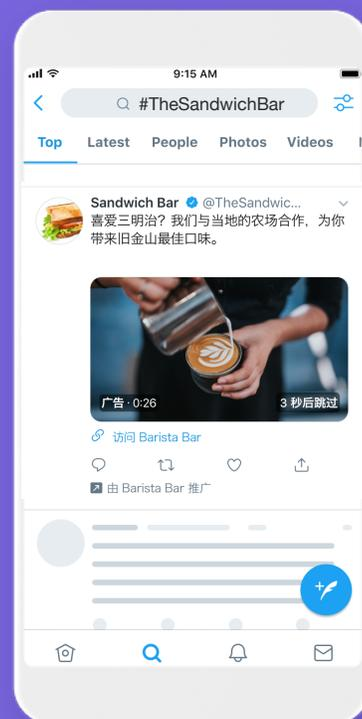 9:15 AM
#TheSandwichBar
Top Latest People Photos Videos
Sandwich Bar @TheSandwic...
喜爱三明治？我们与当地的农场合作，为你
带来旧金山最佳口味。
广告 · 0:26 3 秒后跳过
访问 Barista Bar
由 Barista Bar 推广